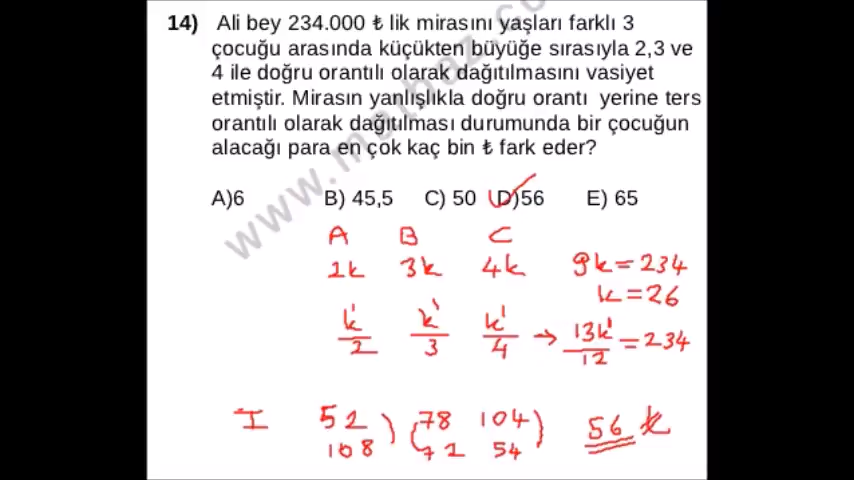 14) Ali bey 234.000 ₺ lik mirasını yaşları farklı 3
çocuğu arasında küçükten büyüğe sırasıyla 2,3 ve
4 ile doğru orantılı olarak dağıtılmasını vasiyet
etmiştir. Mirasın yanlışlıkla doğru orantı yerine ters
orantılı olarak dağıtılması durumunda bir çocuğun
alacağı para en çok kaç bin ₺ fark eder?
A)6 B) 45,5 C) 50 D)56 E) 65
A B C
2k 3k 4k 9k=234
k=26
k'/2 k'/3 k'/4 → 13k'/12 =234
I 52 ) (78 104) 56 ₺
108 72 54